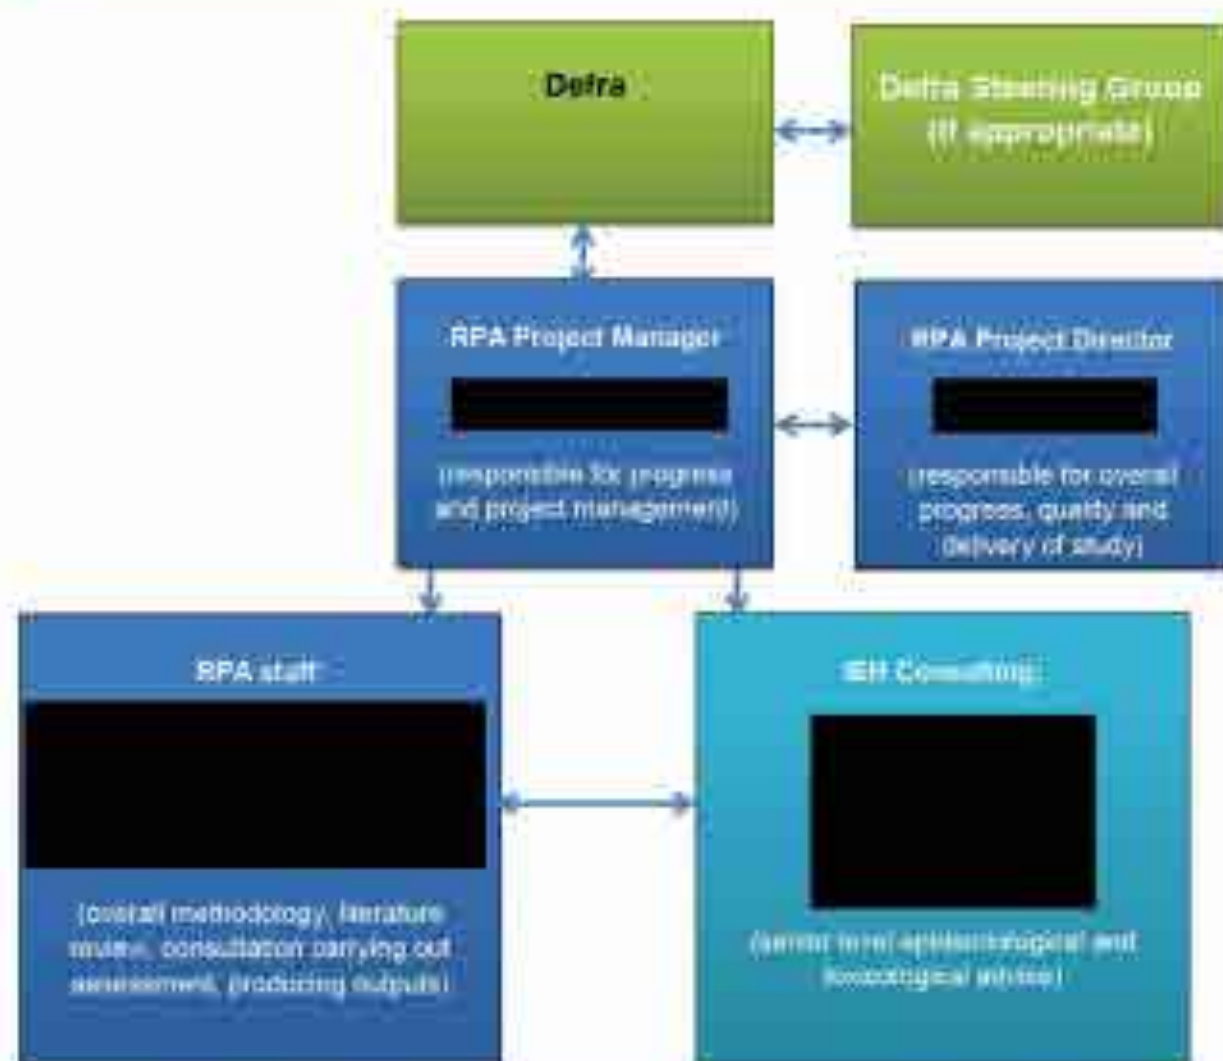 Defra
Defra Steering Group
(if appropriate)
RPA Project Manager
(responsible for progress
and project management)
RPA Project Director
(responsible for overall
progress, quality and
delivery of study)
RPA staff
(overall methodology, literature
review, consultation carrying out
assessment, producing outputs)
IEH Consulting
(senior level epidemiological and
toxicological advice)